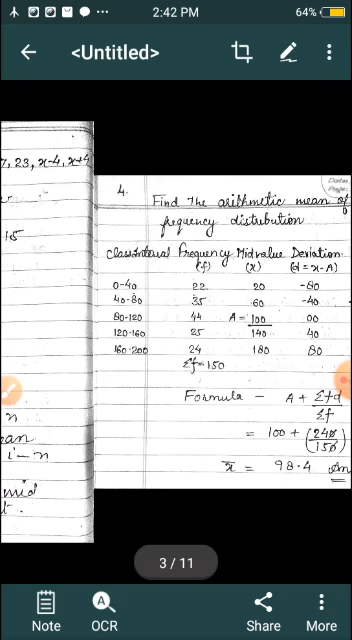 2:42 PM
64%
<Untitled>
7, 23, x-4, x+4
15
n
mid
4.
Find The arithmetic mean of
frequency distribution
Class Interval Frequency Midvalue Deviation
(f) (x) (d = x-A)
0-40 22 20 -80
40-80 35 60 -40
80-120 44 A = 100 00
120-160 25 140 40
160-200 24 180 80
Σf=150
Formula - A + Σfd
Σf
= 100 + (240
150)
x̄ = 98.4 An
3 / 11
Note OCR Share More